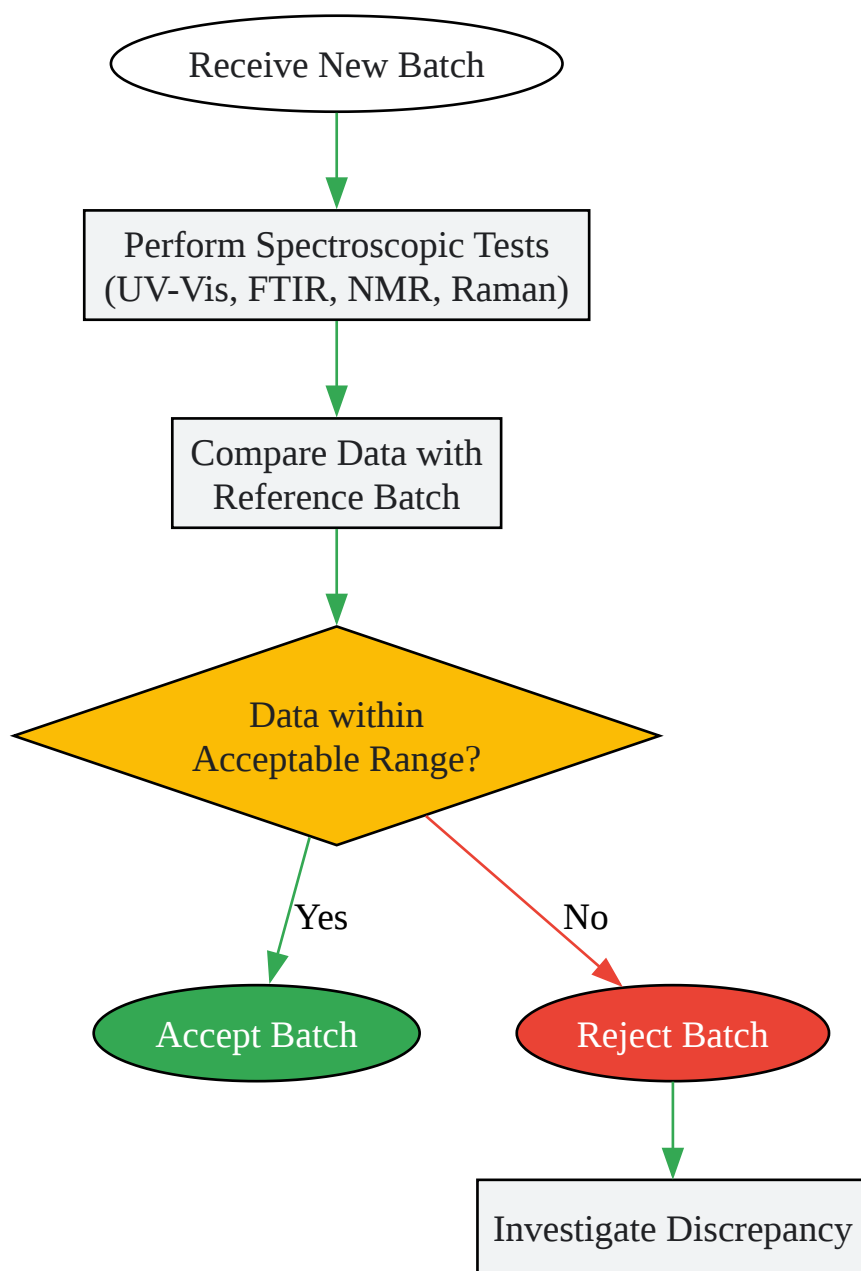 Receive New Batch
Perform Spectroscopic Tests
(UV-Vis, FTIR, NMR, Raman)
Compare Data with
Reference Batch
Data within
Acceptable Range?
Yes
No
Accept Batch
Reject Batch
Investigate Discrepancy